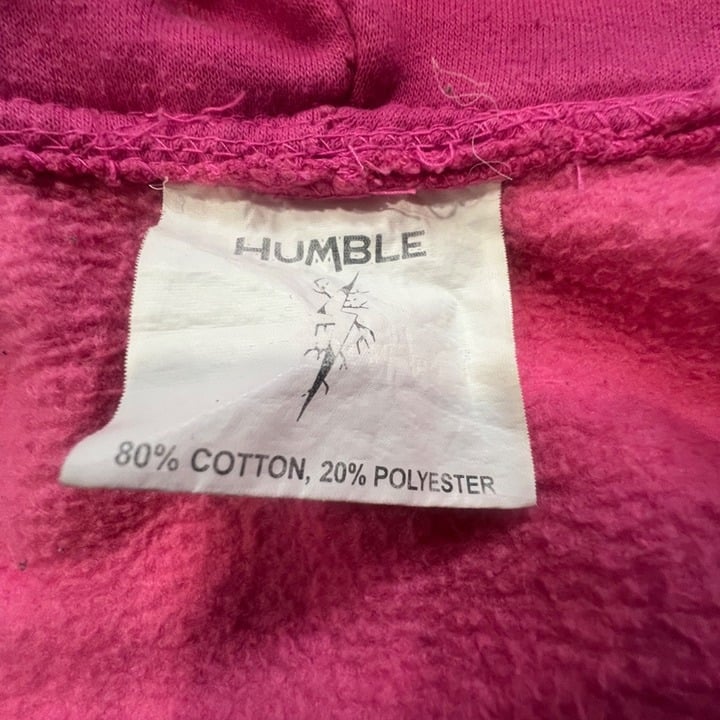 HUMBLE
80% COTTON, 20% POLYESTER